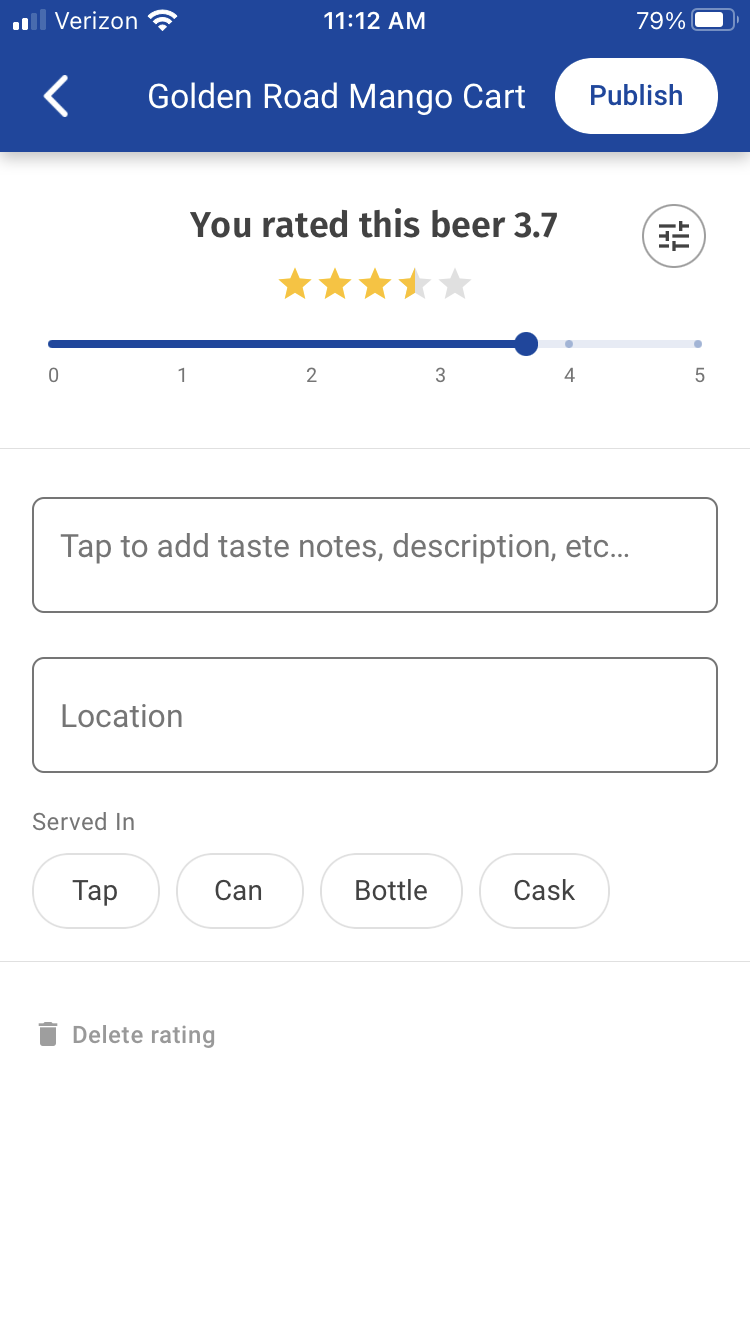 Verizon 11:12 AM 79%
Golden Road Mango Cart Publish
You rated this beer 3.7
0 1 2 3 4 5
Tap to add taste notes, description, etc…
Location
Served In
Tap Can Bottle Cask
Delete rating